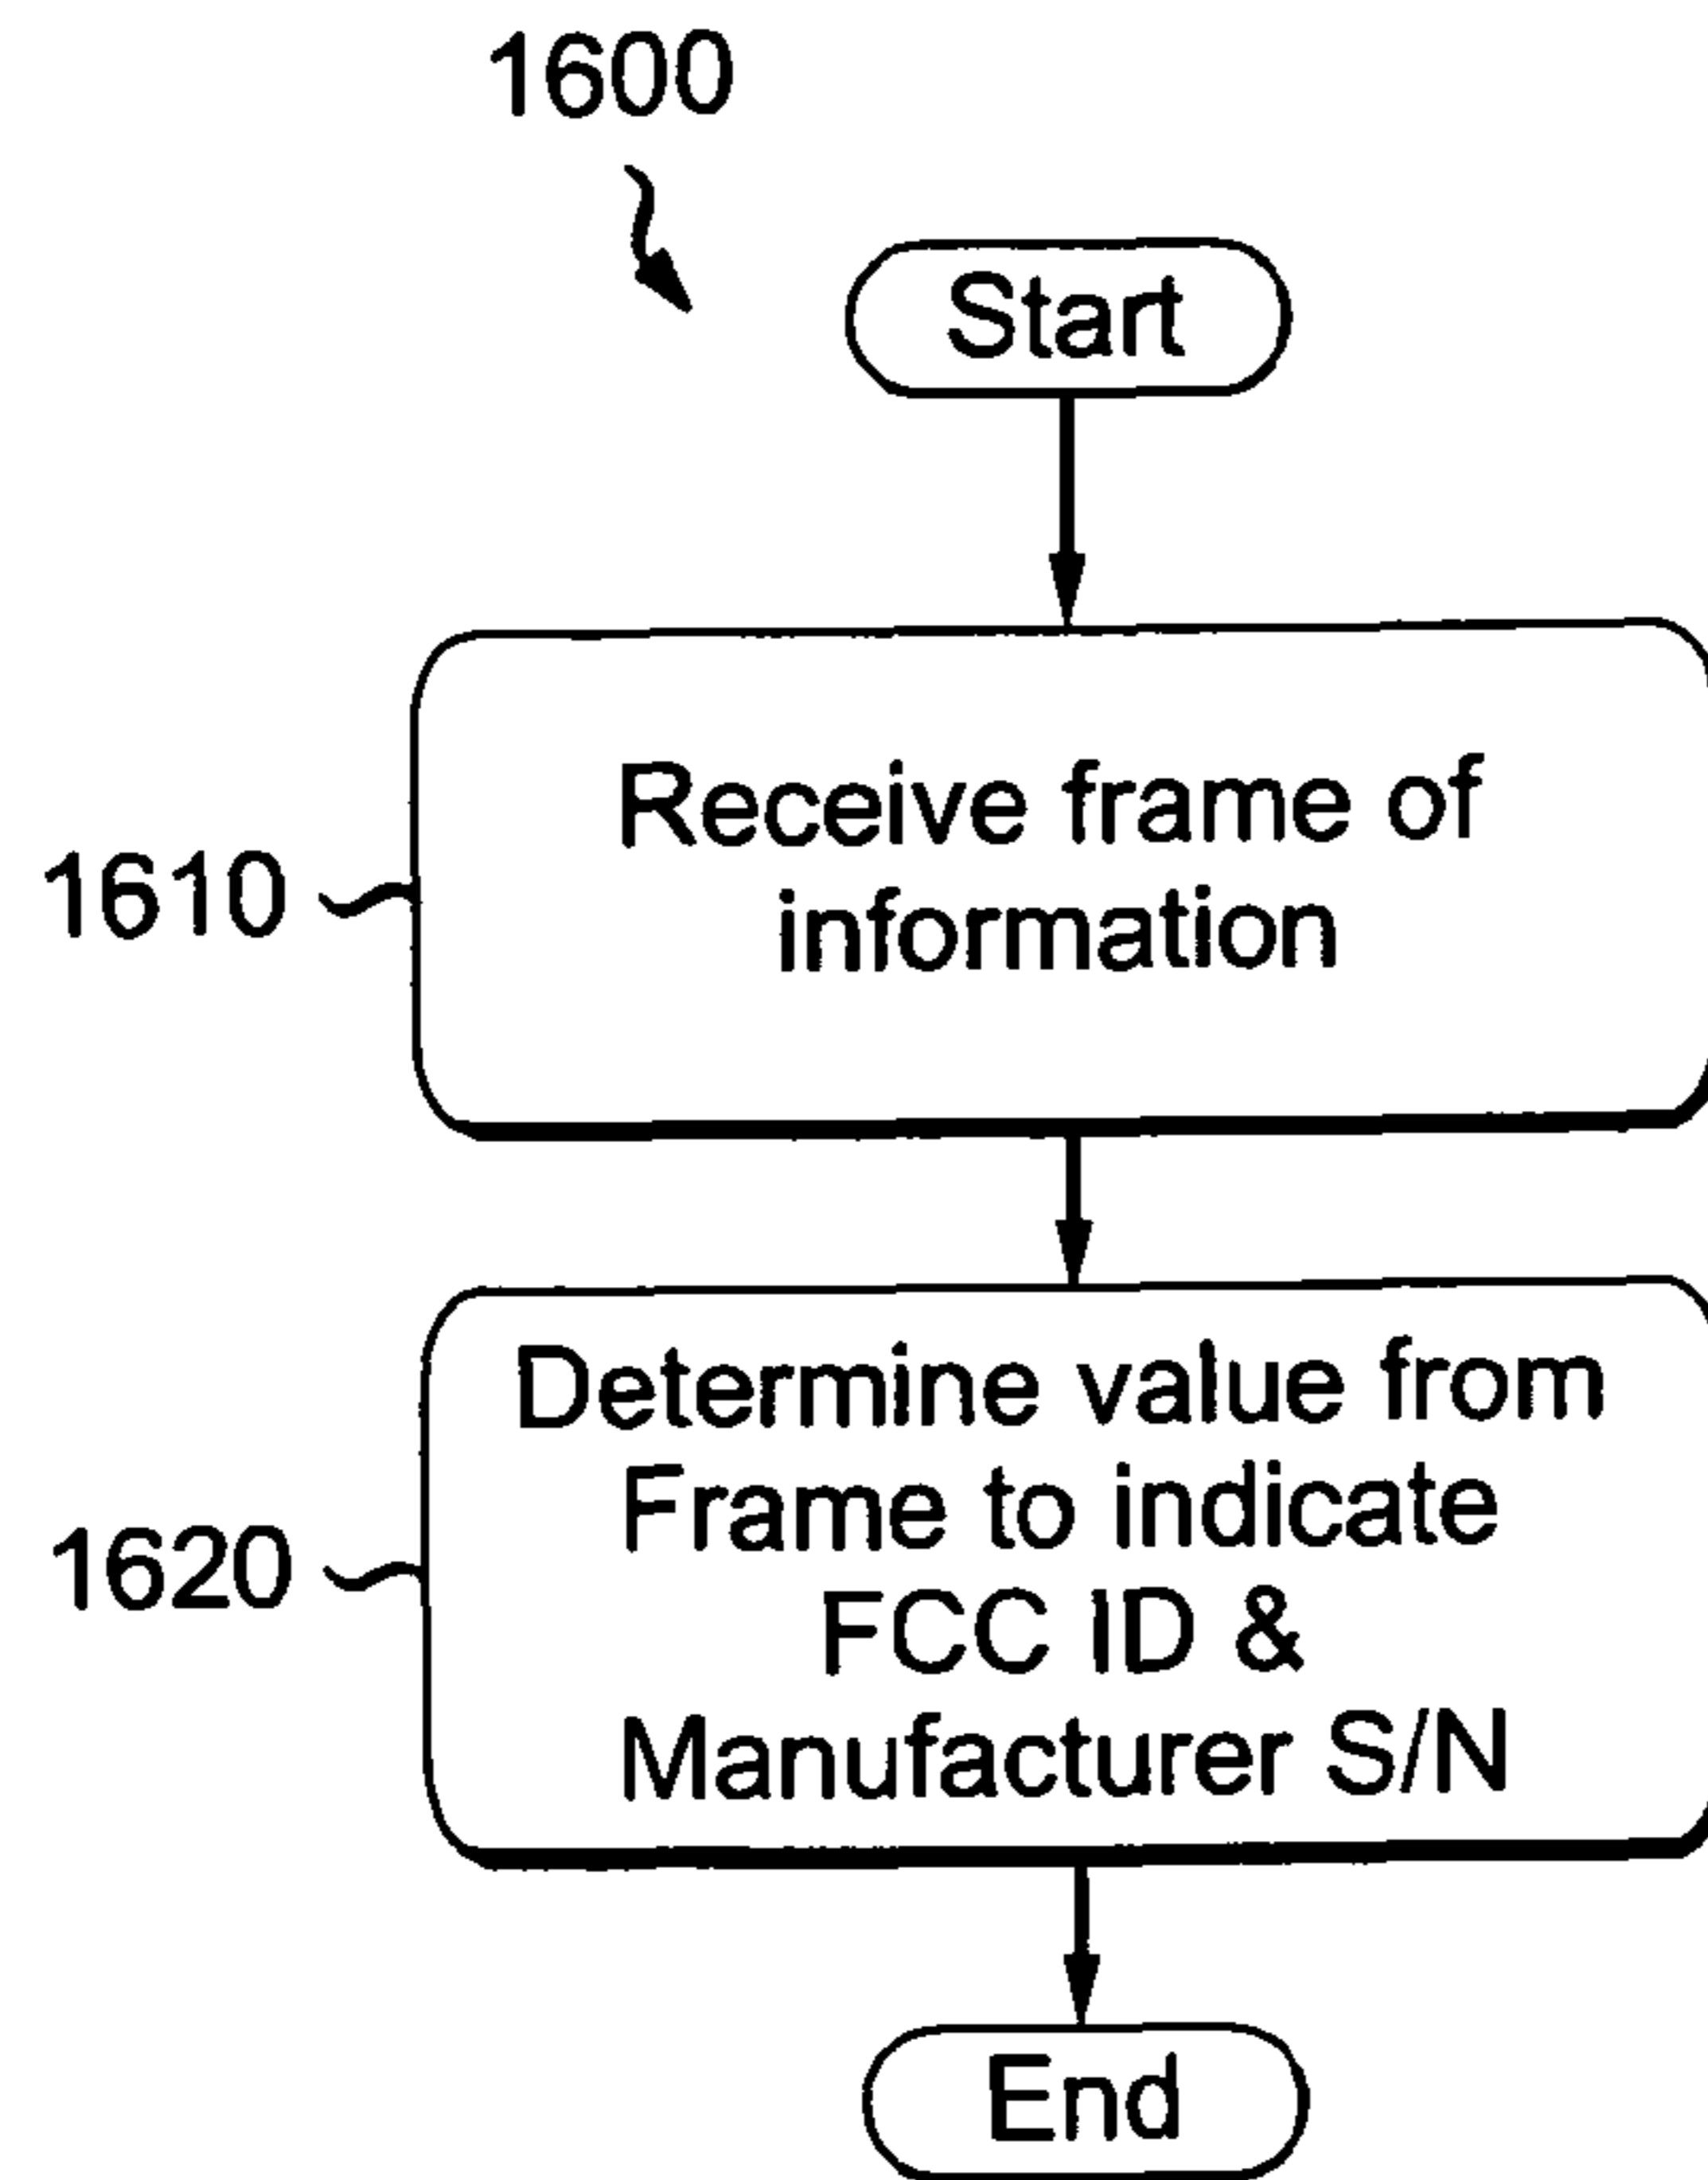 1600
Start
Receive frame of
information
1610
Determine value from
Frame to indicate
FCC ID &
Manufacturer S/N
1620
End